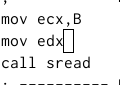 mov ecx,B
mov edx
call sread
; ==========